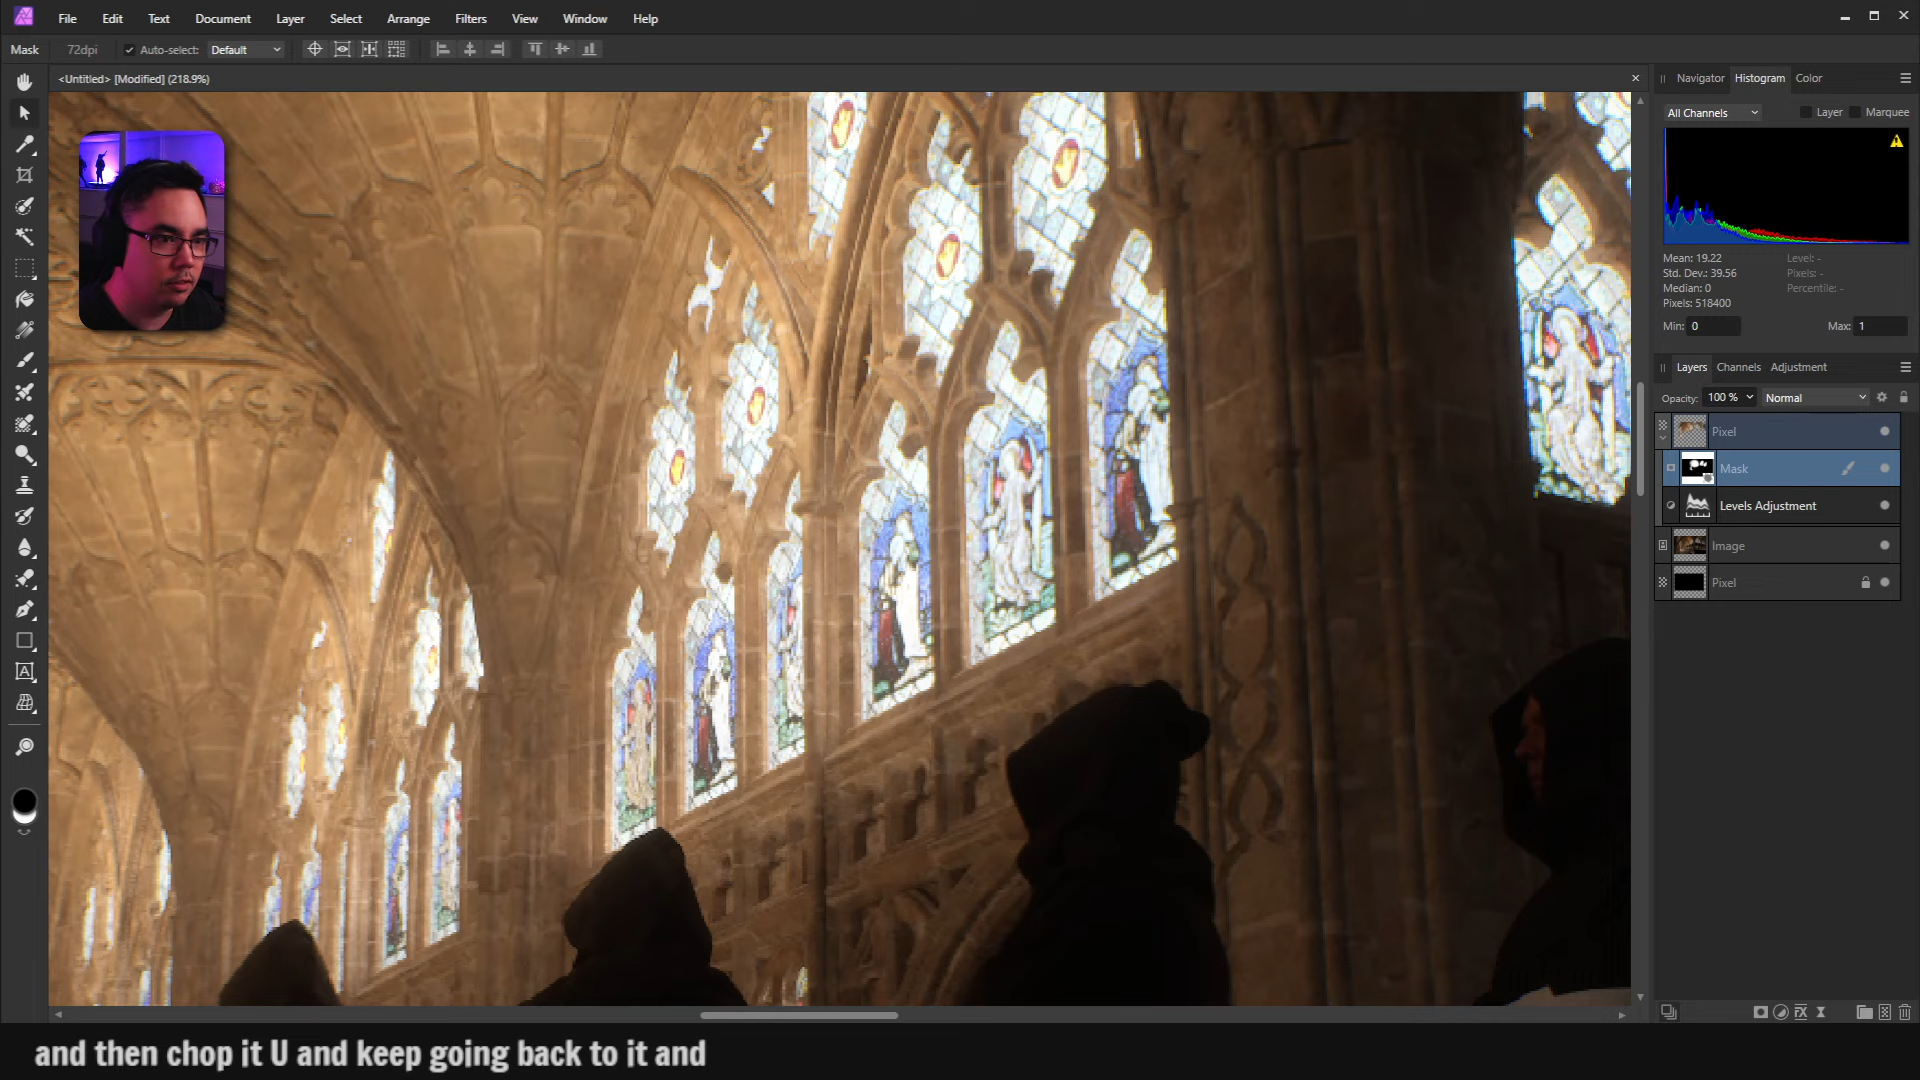 File Edit Text Document Layer Select Arrange Filters View Window Help
Mask 72dpi Auto-select: Default
<Untitled> [Modified] (218.9%)
Navigator Histogram Color
All Channels Layer Marquee
Mean: 19.22 Level: -
Std. Dev.: 39.56 Pixels: -
Median: 0 Percentile: -
Pixels: 518400
Min: 0 Max: 1
Layers Channels Adjustment
Opacity: 100 % Normal
Pixel
Mask
Levels Adjustment
Image
Pixel
and then chop it U and keep going back to it and